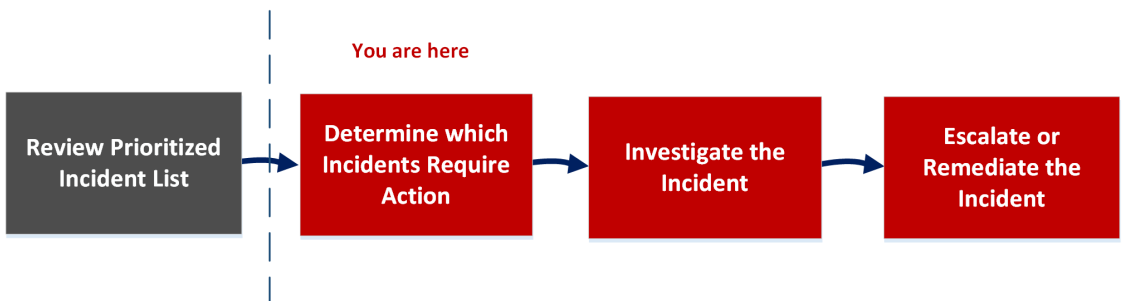 You are here
Review Prioritized
Incident List
Determine which
Incidents Require
Action
Investigate the
Incident
Escalate or
Remediate the
Incident